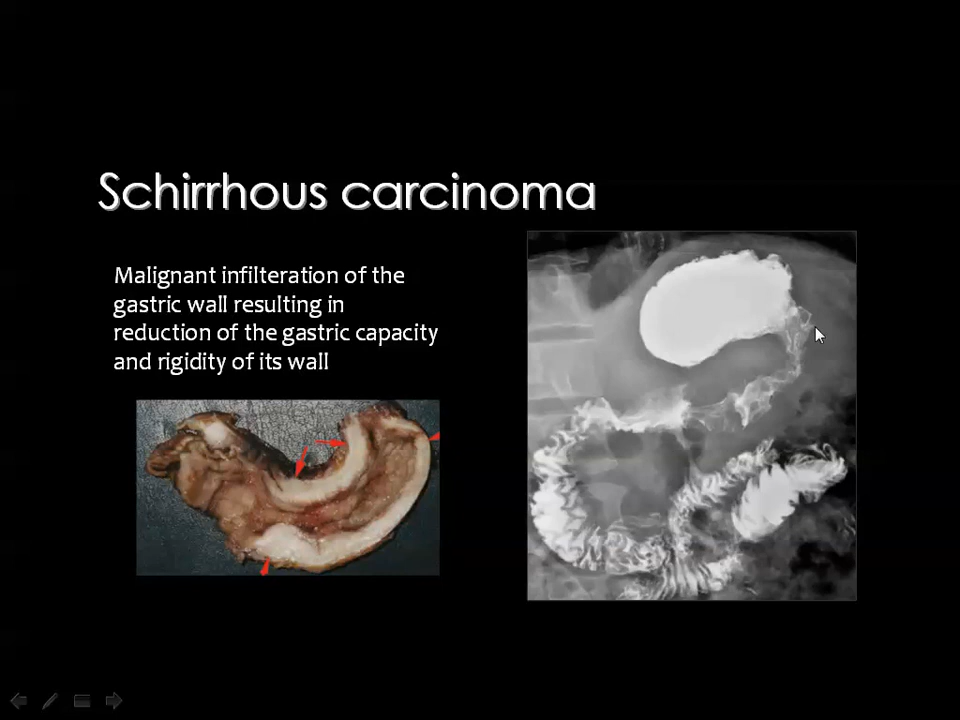 Schirrhous carcinoma
Malignant infilteration of the
gastric wall resulting in
reduction of the gastric capacity
and rigidity of its wall